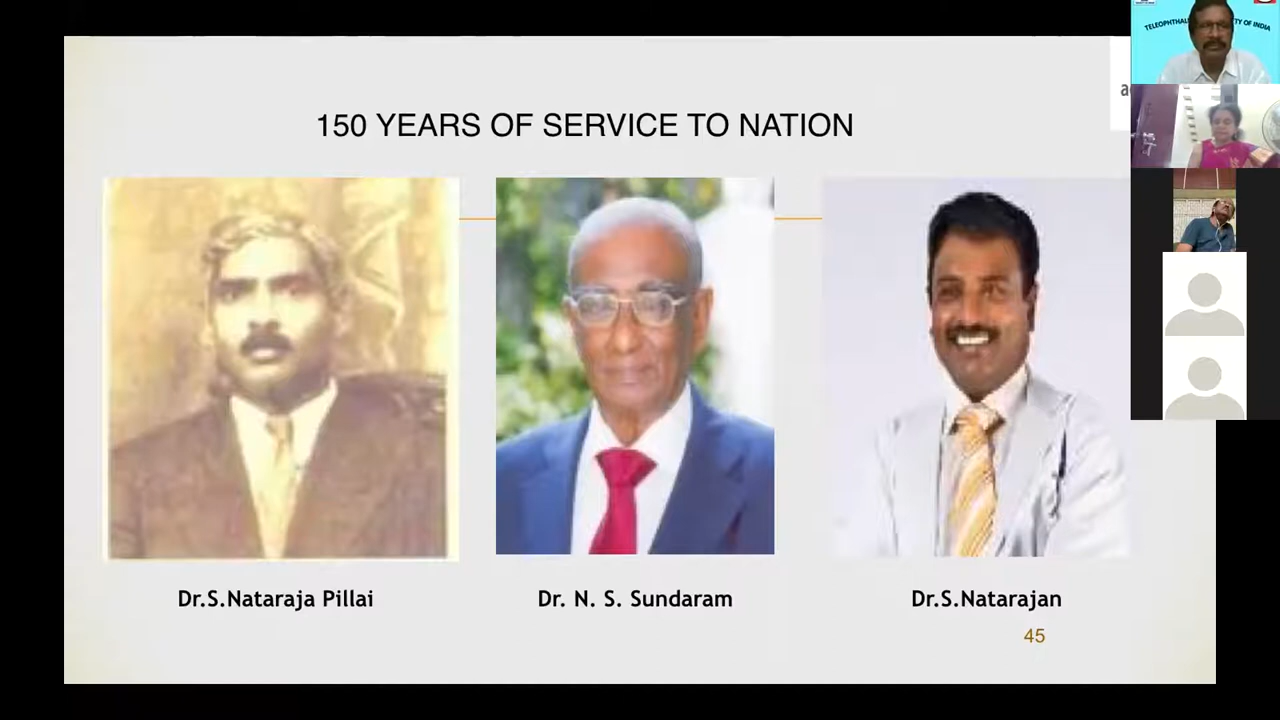 150 YEARS OF SERVICE TO NATION
Dr.S.Nataraja Pillai
Dr. N. S. Sundaram
Dr.S.Natarajan
45